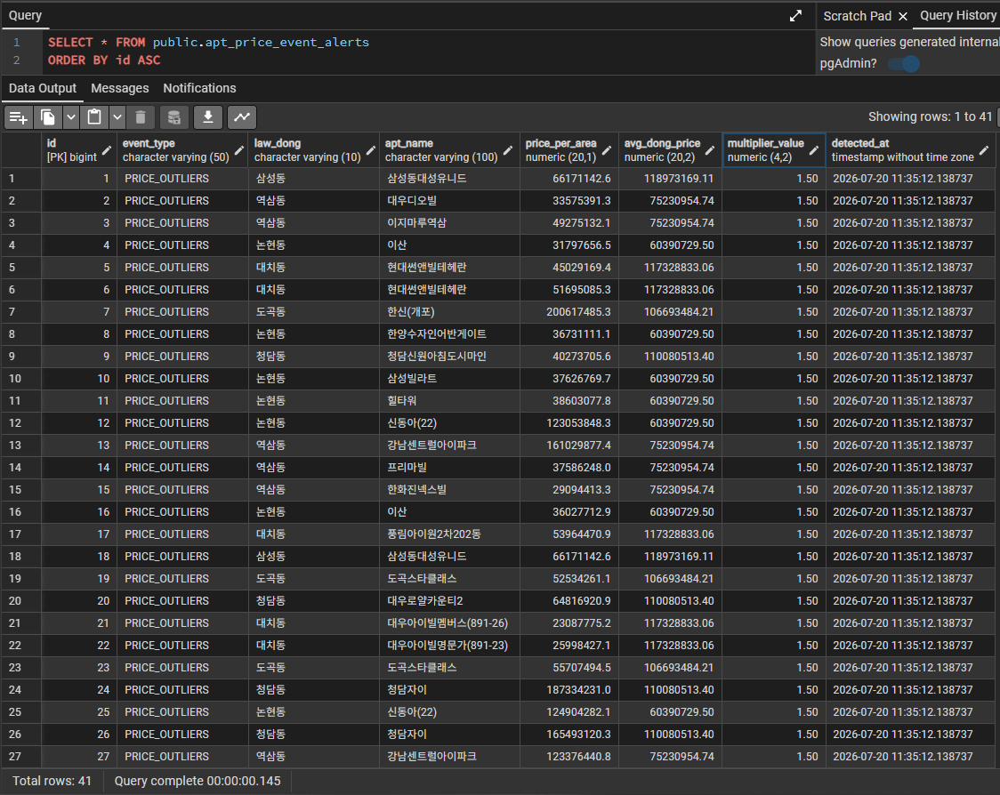 Query
Scratch Pad
Query History
1 SELECT * FROM public.apt_price_event_alerts
2 ORDER BY id ASC
Show queries generated interna
pgAdmin?
Data Output Messages Notifications
Showing rows: 1 to 41
id event_type law_dong apt_name price_per_area avg_dong_price multiplier_value detected_at
[PK] bigint character varying (50) character varying (10) character varying (100) numeric (20,1) numeric (20,2) numeric (4,2) timestamp without time zone
1 1 PRICE_OUTLIERS 삼성동 삼성동대성유니드 66171142.6 118973169.11 1.50 2026-07-20 11:35:12.138737
2 2 PRICE_OUTLIERS 역삼동 대우디오빌 33575391.3 75230954.74 1.50 2026-07-20 11:35:12.138737
3 3 PRICE_OUTLIERS 역삼동 이지마루역삼 49275132.1 75230954.74 1.50 2026-07-20 11:35:12.138737
4 4 PRICE_OUTLIERS 논현동 이산 31797656.5 60390729.50 1.50 2026-07-20 11:35:12.138737
5 5 PRICE_OUTLIERS 대치동 현대썬앤빌테헤란 45029169.4 117328833.06 1.50 2026-07-20 11:35:12.138737
6 6 PRICE_OUTLIERS 대치동 현대썬앤빌테헤란 51695085.3 117328833.06 1.50 2026-07-20 11:35:12.138737
7 7 PRICE_OUTLIERS 도곡동 한신(개포) 200617485.3 106693484.21 1.50 2026-07-20 11:35:12.138737
8 8 PRICE_OUTLIERS 논현동 한양수자인어반게이트 36731111.1 60390729.50 1.50 2026-07-20 11:35:12.138737
9 9 PRICE_OUTLIERS 청담동 청담신원아침도시마인 40273705.6 110080513.40 1.50 2026-07-20 11:35:12.138737
10 10 PRICE_OUTLIERS 논현동 삼성빌라트 37626769.7 60390729.50 1.50 2026-07-20 11:35:12.138737
11 11 PRICE_OUTLIERS 논현동 힐타워 38603077.8 60390729.50 1.50 2026-07-20 11:35:12.138737
12 12 PRICE_OUTLIERS 논현동 신동아(22) 123053848.3 60390729.50 1.50 2026-07-20 11:35:12.138737
13 13 PRICE_OUTLIERS 역삼동 강남센트럴아이파크 161029877.4 75230954.74 1.50 2026-07-20 11:35:12.138737
14 14 PRICE_OUTLIERS 역삼동 프리마빌 37586248.0 75230954.74 1.50 2026-07-20 11:35:12.138737
15 15 PRICE_OUTLIERS 역삼동 한화진넥스빌 29094413.3 75230954.74 1.50 2026-07-20 11:35:12.138737
16 16 PRICE_OUTLIERS 논현동 이산 36027712.9 60390729.50 1.50 2026-07-20 11:35:12.138737
17 17 PRICE_OUTLIERS 대치동 풍림아이원2차202동 53964470.9 117328833.06 1.50 2026-07-20 11:35:12.138737
18 18 PRICE_OUTLIERS 삼성동 삼성동대성유니드 66171142.6 118973169.11 1.50 2026-07-20 11:35:12.138737
19 19 PRICE_OUTLIERS 도곡동 도곡스타클래스 52534261.1 106693484.21 1.50 2026-07-20 11:35:12.138737
20 20 PRICE_OUTLIERS 청담동 대우로얄카운티2 64816920.9 110080513.40 1.50 2026-07-20 11:35:12.138737
21 21 PRICE_OUTLIERS 대치동 대우아이빌멤버스(891-26) 23087775.2 117328833.06 1.50 2026-07-20 11:35:12.138737
22 22 PRICE_OUTLIERS 대치동 대우아이빌명문가(891-23) 25998427.1 117328833.06 1.50 2026-07-20 11:35:12.138737
23 23 PRICE_OUTLIERS 도곡동 도곡스타클래스 55707494.5 106693484.21 1.50 2026-07-20 11:35:12.138737
24 24 PRICE_OUTLIERS 청담동 청담자이 187334231.0 110080513.40 1.50 2026-07-20 11:35:12.138737
25 25 PRICE_OUTLIERS 논현동 신동아(22) 124904282.1 60390729.50 1.50 2026-07-20 11:35:12.138737
26 26 PRICE_OUTLIERS 청담동 청담자이 165493120.3 110080513.40 1.50 2026-07-20 11:35:12.138737
27 27 PRICE_OUTLIERS 역삼동 강남센트럴아이파크 123376440.8 75230954.74 1.50 2026-07-20 11:35:12.138737
Total rows: 41 Query complete 00:00:00.145